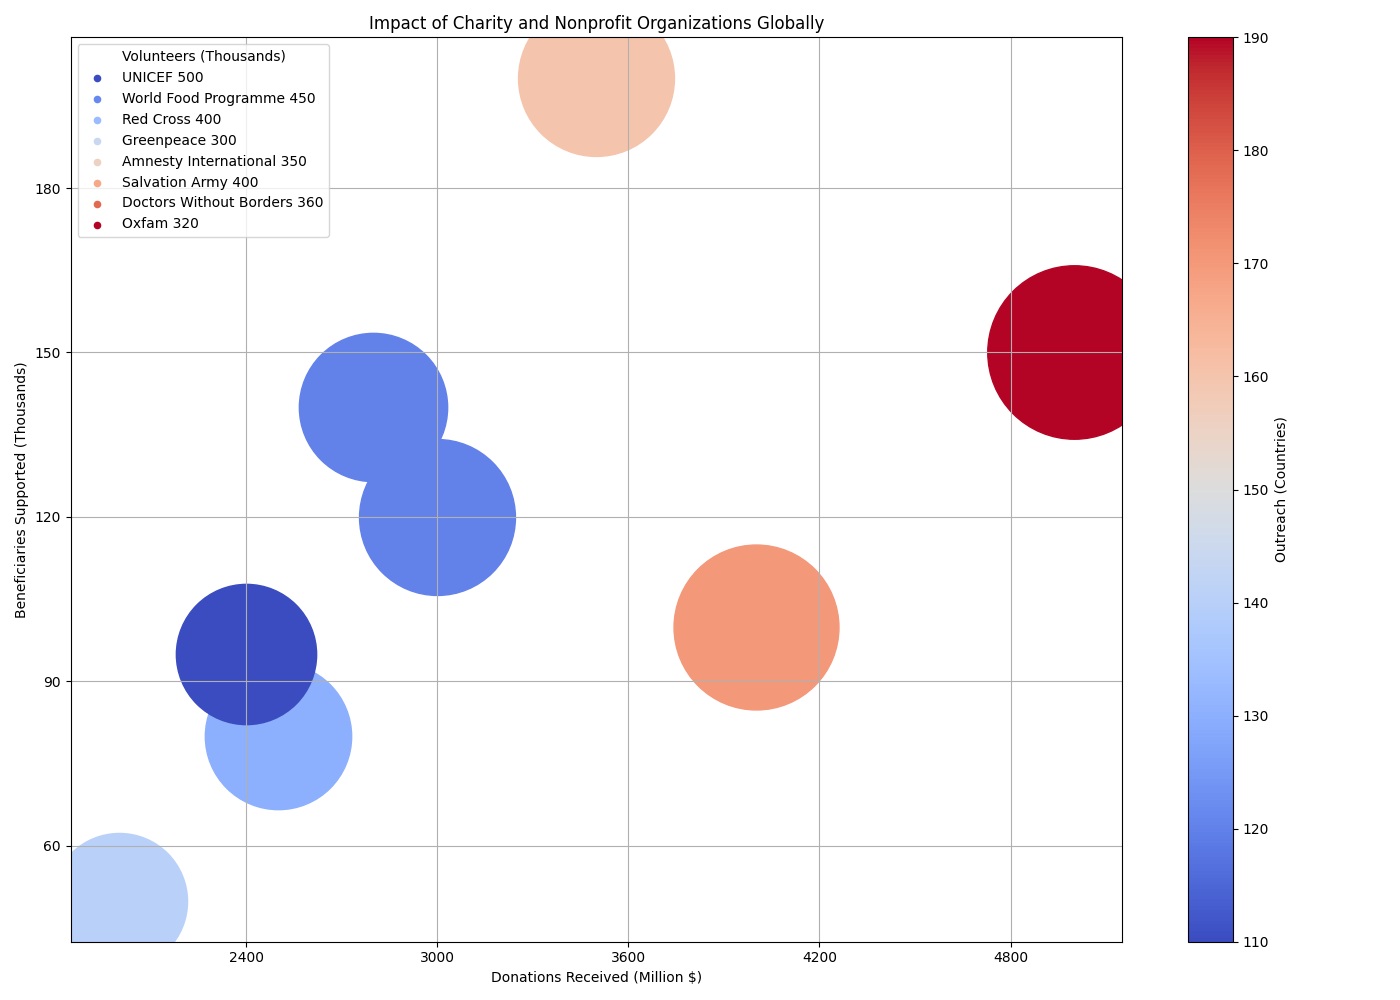 Impact of Charity and Nonprofit Organizations Globally
Volunteers (Thousands)
UNICEF 500
World Food Programme 450
Red Cross 400
Greenpeace 300
Amnesty International 350
Salvation Army 400
Doctors Without Borders 360
Oxfam 320
Beneficiaries Supported (Thousands)
180
150
120
90
60
2400 3000 3600 4200 4800
Donations Received (Million $)
190
180
170
160
150
140
130
120
110
Outreach (Countries)